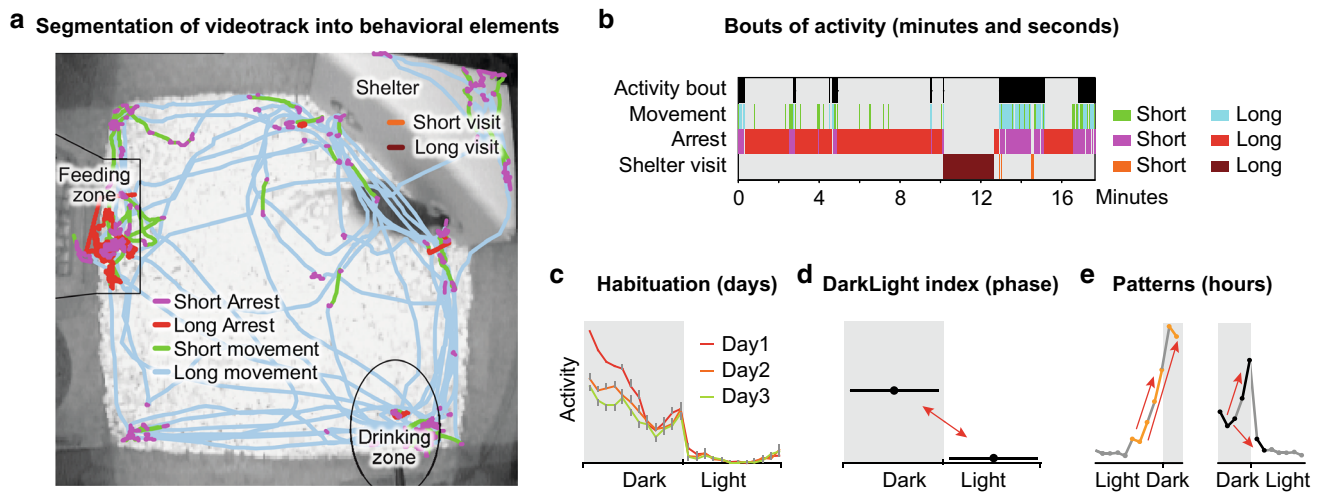 a Segmentation of videotrack into behavioral elements
Shelter
Short visit
Long visit
Feeding
zone
Short Arrest
Long Arrest
Short movement
Long movement
Drinking
zone
b Bouts of activity (minutes and seconds)
Activity bout
Movement
Arrest
Shelter visit
Short Long
Short Long
Short Long
0 4 8 12 16 Minutes
c Habituation (days)
Activity
Day1
Day2
Day3
Dark Light
d DarkLight index (phase)
Dark Light
e Patterns (hours)
Light Dark Dark Light